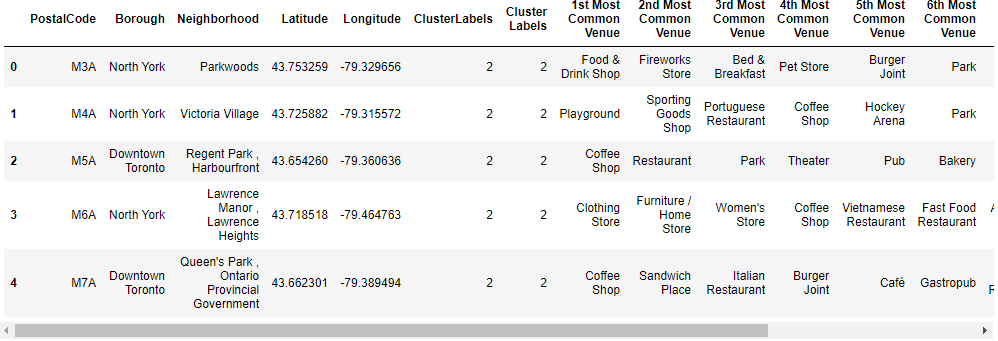 PostalCode Borough Neighborhood Latitude Longitude ClusterLabels Cluster Labels 1st Most Common Venue 2nd Most Common Venue 3rd Most Common Venue 4th Most Common Venue 5th Most Common Venue 6th Most Common Venue
0 M3A North York Parkwoods 43.753259 -79.329656 2 2 Food & Drink Shop Fireworks Store Bed & Breakfast Pet Store Burger Joint Park
1 M4A North York Victoria Village 43.725882 -79.315572 2 2 Playground Sporting Goods Shop Portuguese Restaurant Coffee Shop Hockey Arena Park
2 M5A Downtown Toronto Regent Park , Harbourfront 43.654260 -79.360636 2 2 Coffee Shop Restaurant Park Theater Pub Bakery
3 M6A North York Lawrence Manor , Lawrence Heights 43.718518 -79.464763 2 2 Clothing Store Furniture / Home Store Women's Store Coffee Shop Vietnamese Restaurant Fast Food Restaurant
4 M7A Downtown Toronto Queen's Park , Ontario Provincial Government 43.662301 -79.389494 2 2 Coffee Shop Sandwich Place Italian Restaurant Burger Joint Café Gastropub